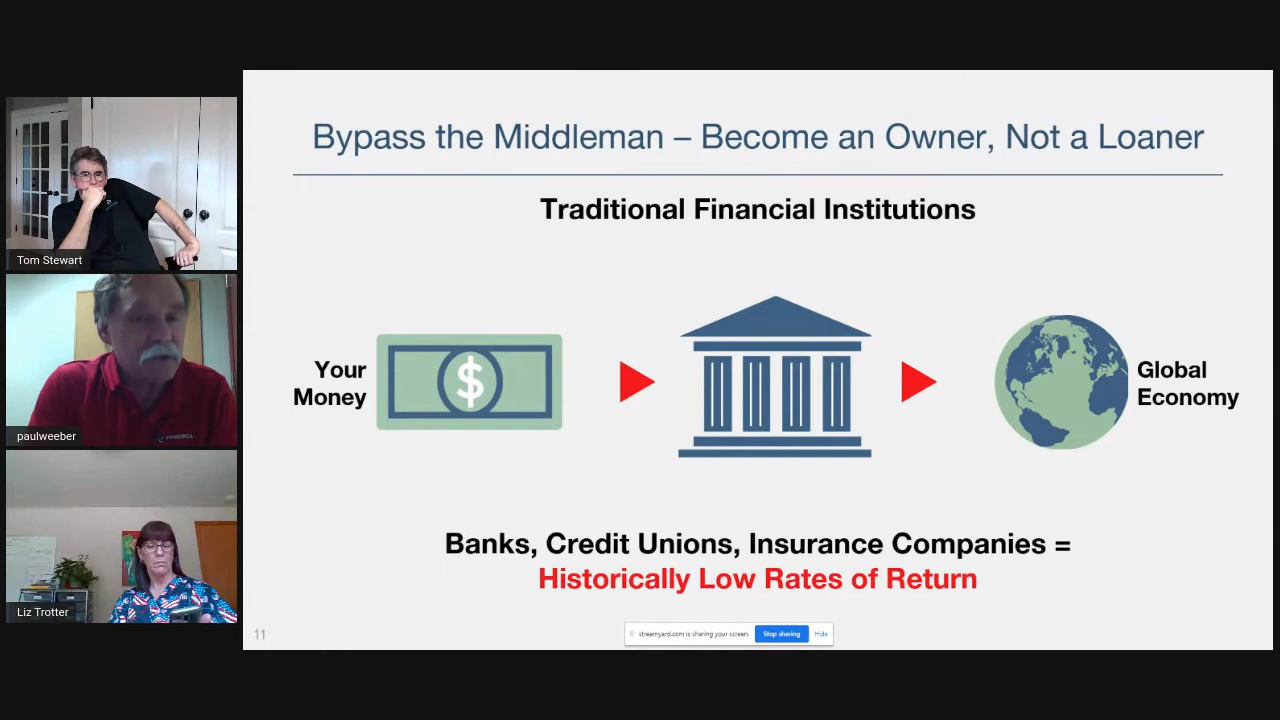 Bypass the Middleman – Become an Owner, Not a Loaner
Traditional Financial Institutions
Your
Money
$
Global
Economy
Banks, Credit Unions, Insurance Companies =
Historically Low Rates of Return
11
streamyard.com is sharing your screen.
Stop sharing
Hide
Tom Stewart
paulweeber
Liz Trotter